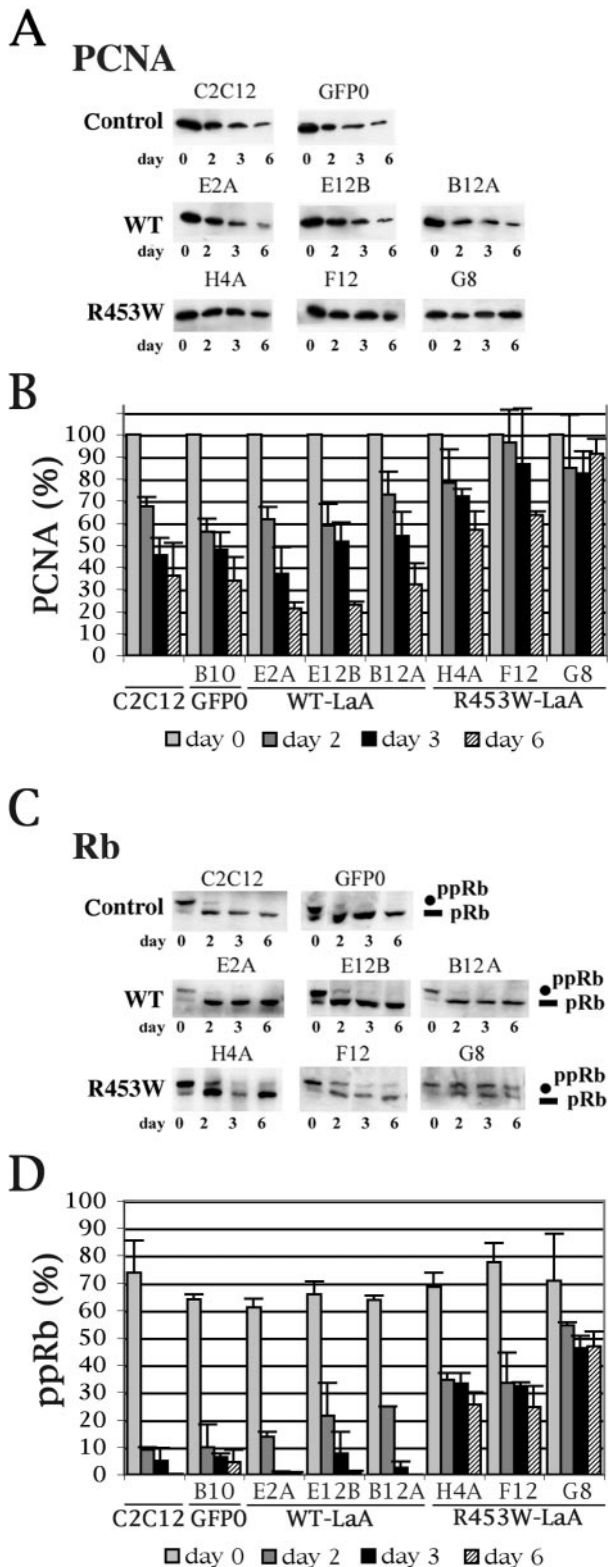 A
PCNA
C2C12 GFP0
Control
day 0 2 3 6 0 2 3 6
E2A E12B B12A
WT
day 0 2 3 6 0 2 3 6 0 2 3 6
H4A F12 G8
R453W
day 0 2 3 6 0 2 3 6 0 2 3 6
B
PCNA (%)
100
90
80
70
60
50
40
30
20
10
0
B10 E2A E12B B12A H4A F12 G8
C2C12 GFP0 WT-LaA R453W-LaA
day 0 day 2 day 3 day 6
C
Rb
C2C12 GFP0
Control
ppRb
pRb
day 0 2 3 6 0 2 3 6
E2A E12B B12A
WT
ppRb
pRb
day 0 2 3 6 0 2 3 6 0 2 3 6
H4A F12 G8
R453W
ppRb
pRb
day 0 2 3 6 0 2 3 6 0 2 3 6
D
ppRb (%)
100
90
80
70
60
50
40
30
20
10
0
B10 E2A E12B B12A H4A F12 G8
C2C12 GFP0 WT-LaA R453W-LaA
day 0 day 2 day 3 day 6